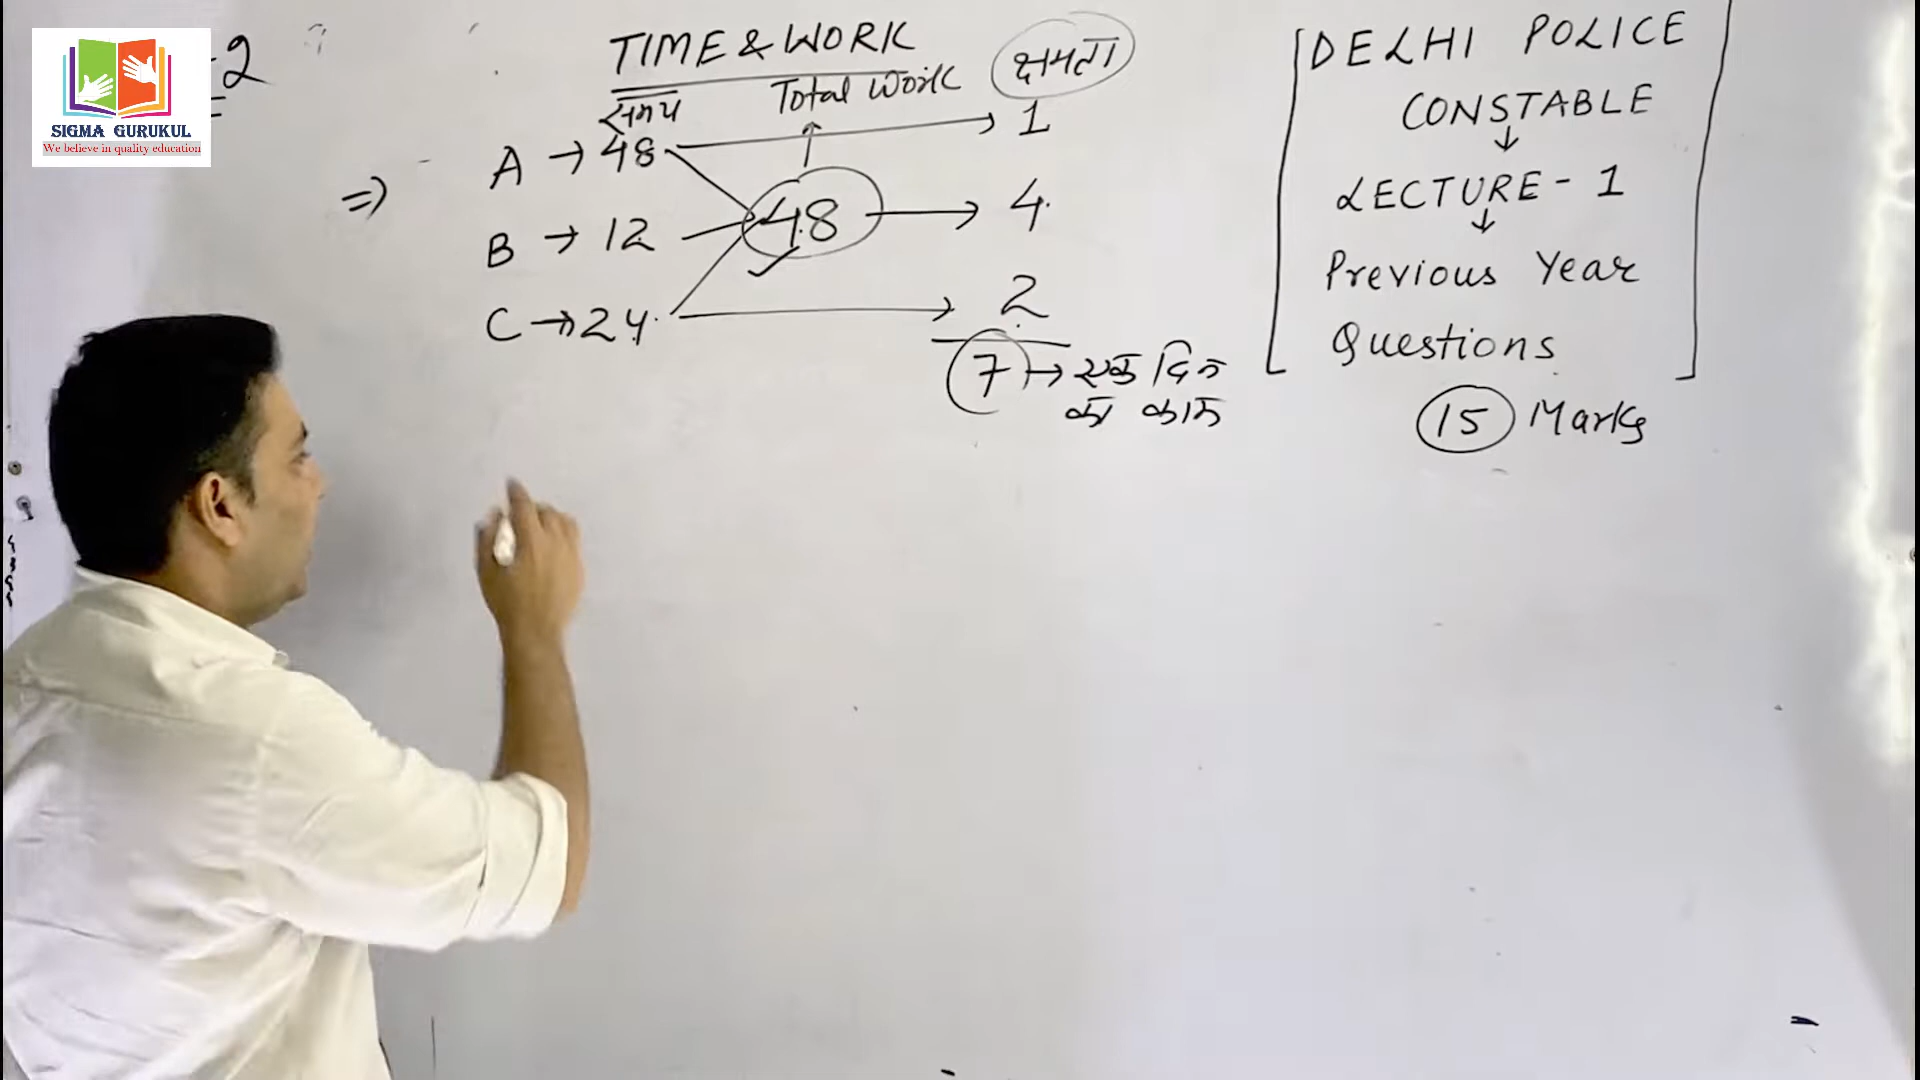 SIGMA GURUKUL
We believe in quality education
-2
TIME & WORK
समय
Total Work
क्षमता
A → 48 → 1
⇒
B → 12 48 → 4
C → 24 → 2
7 → एक दिन
का काम
DELHI POLICE
CONSTABLE
↓
LECTURE - 1
↓
Previous Year
Questions
15 Marks